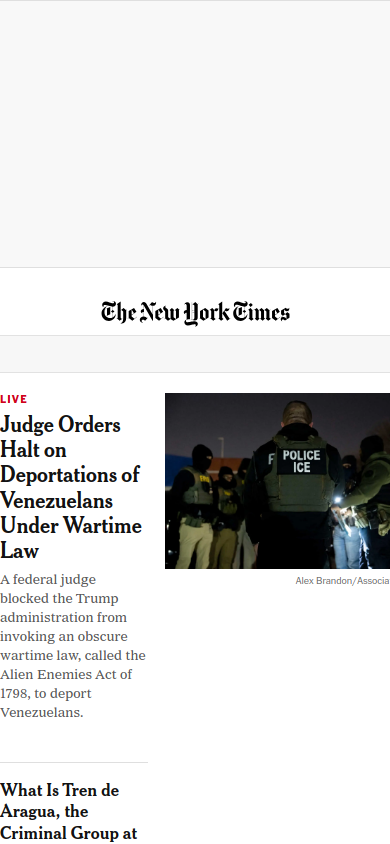 The New York Times
LIVE
Judge Orders
Halt on
Deportations of
Venezuelans
Under Wartime
Law
A federal judge
blocked the Trump
administration from
invoking an obscure
wartime law, called the
Alien Enemies Act of
1798, to deport
Venezuelans.
POLICE
ICE
Alex Brandon/Associa
What Is Tren de
Aragua, the
Criminal Group at